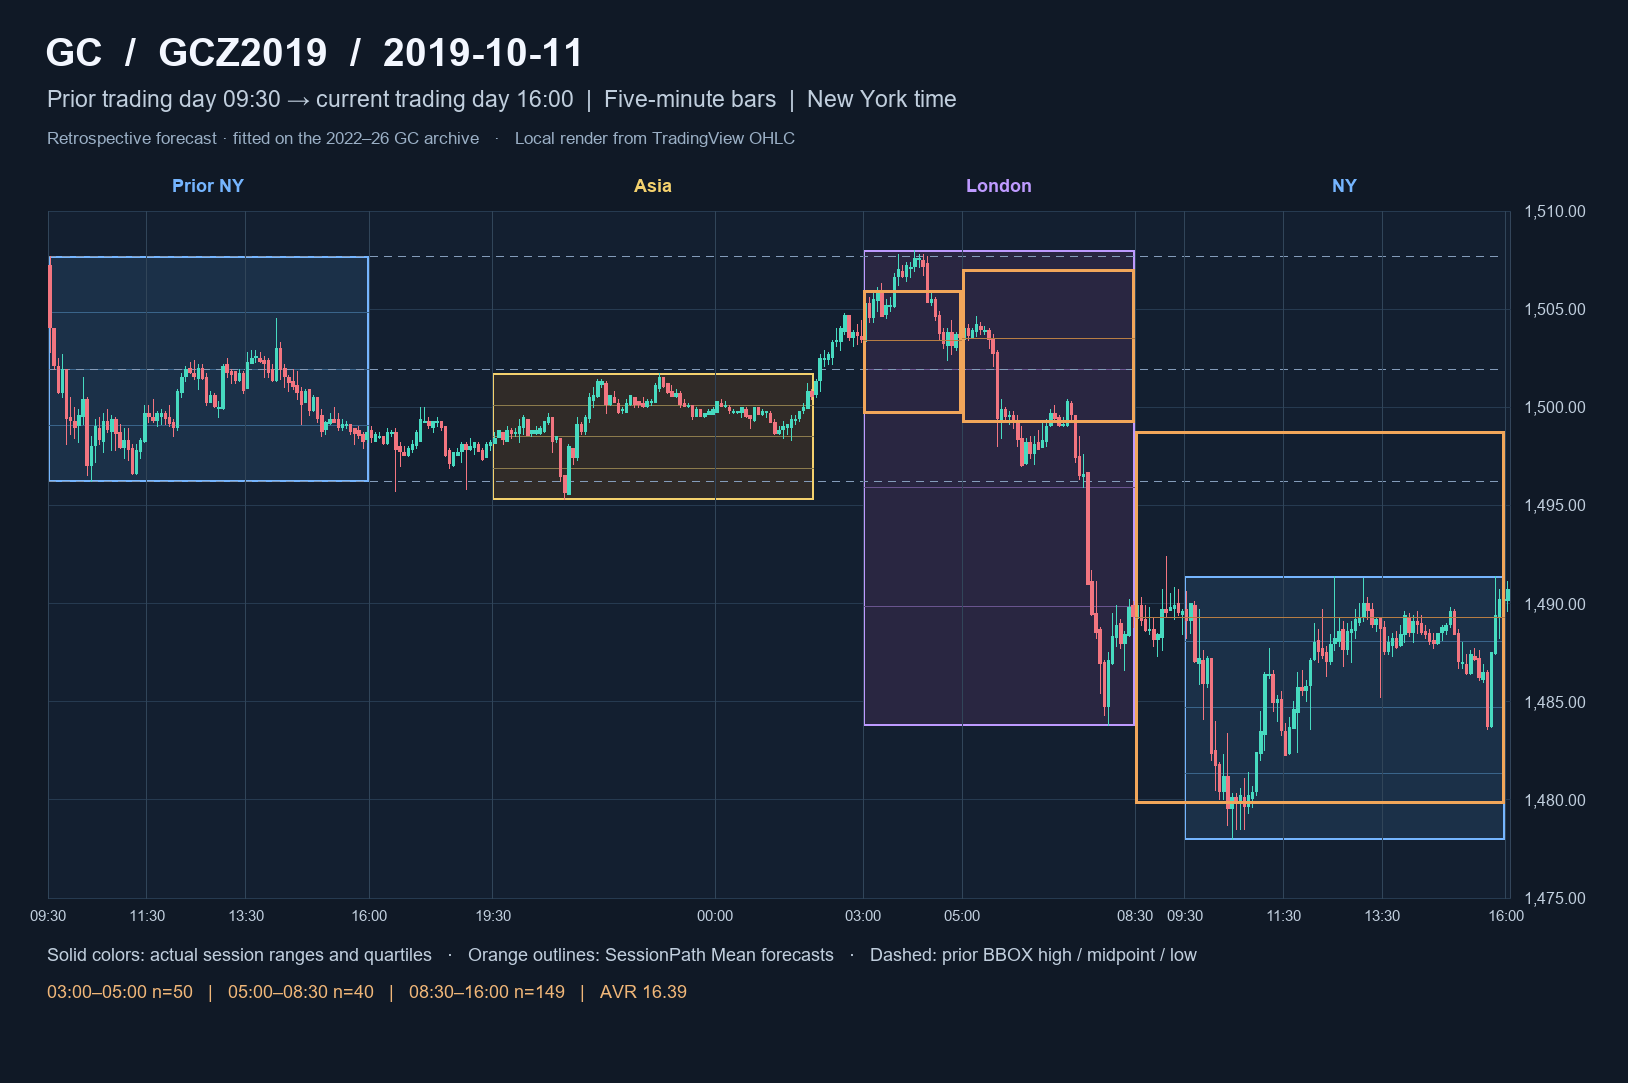 GC / GCZ2019 / 2019-10-11
Prior trading day 09:30 → current trading day 16:00 | Five-minute bars | New York time
Retrospective forecast · fitted on the 2022–26 GC archive · Local render from TradingView OHLC
Prior NY Asia London NY
1,510.00
1,505.00
1,500.00
1,495.00
1,490.00
1,485.00
1,480.00
1,475.00
09:30 11:30 13:30 16:00 19:30 00:00 03:00 05:00 08:30 09:30 11:30 13:30 16:00
Solid colors: actual session ranges and quartiles · Orange outlines: SessionPath Mean forecasts · Dashed: prior BBOX high / midpoint / low
03:00–05:00 n=50 | 05:00–08:30 n=40 | 08:30–16:00 n=149 | AVR 16.39